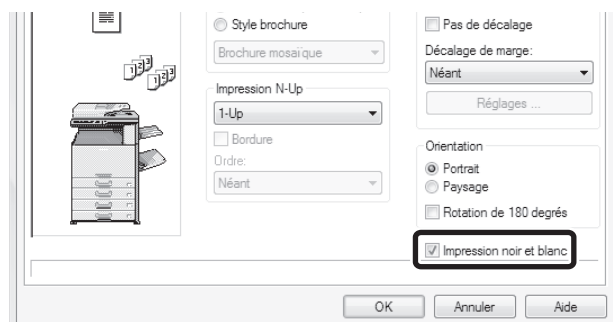 Style brochure
Brochure mosaïque
Impression N-Up
1-Up
Bordure
Ordre:
Néant
Pas de décalage
Décalage de marge:
Néant
Réglages ...
Orientation
Portrait
Paysage
Rotation de 180 degrés
Impression noir et blanc
OK
Annuler
Aide